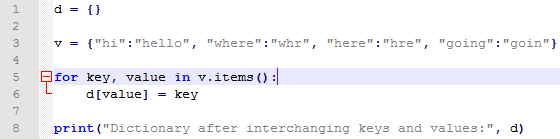 1 d = {}
2
3 v = {"hi":"hello", "where":"whr", "here":"hre", "going":"goin"}
4
5 for key, value in v.items():
6     d[value] = key
7
8 print("Dictionary after interchanging keys and values:", d)